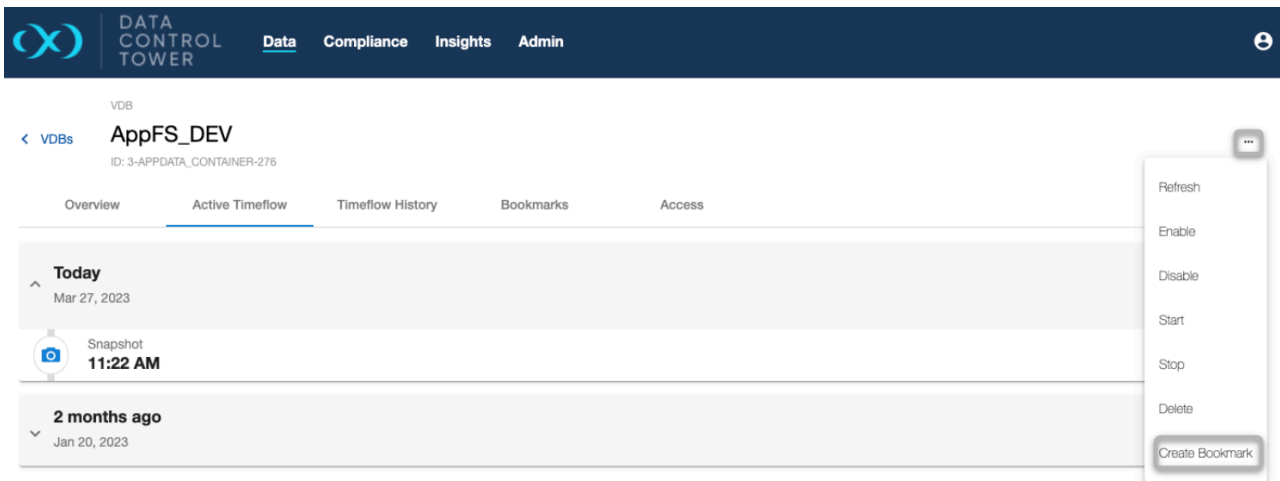 DATA
CONTROL
TOWER
Data
Compliance
Insights
Admin
VDB
VDBs
AppFS_DEV
ID: 3-APPDATA_CONTAINER-276
...
Overview
Active Timeflow
Timeflow History
Bookmarks
Access
Refresh
Enable
Disable
Start
Stop
Delete
Create Bookmark
Today
Mar 27, 2023
Snapshot
11:22 AM
2 months ago
Jan 20, 2023